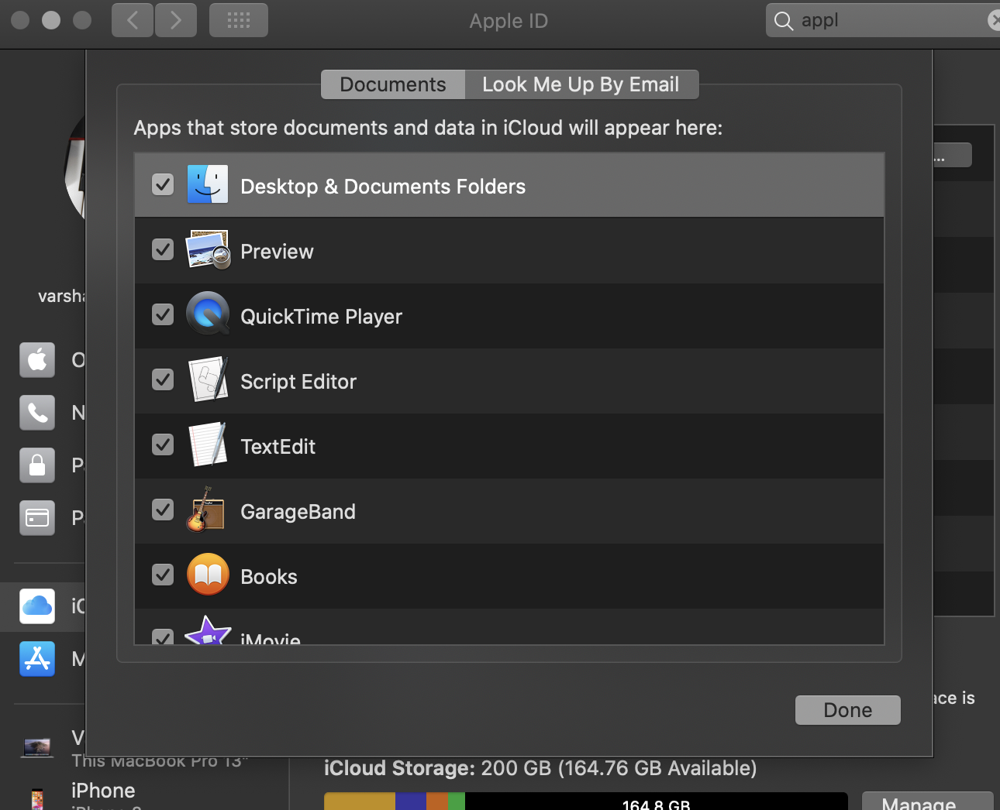 Apple ID
appl
Documents
Look Me Up By Email
Apps that store documents and data in iCloud will appear here:
...
Desktop & Documents Folders
Preview
QuickTime Player
Script Editor
TextEdit
GarageBand
Books
iMovie
varsha
O
N
P
P
iC
M
ace is
Done
V
This MacBook Pro 13"
iPhone
iCloud Storage: 200 GB (164.76 GB Available)
164.8 GB
Manage